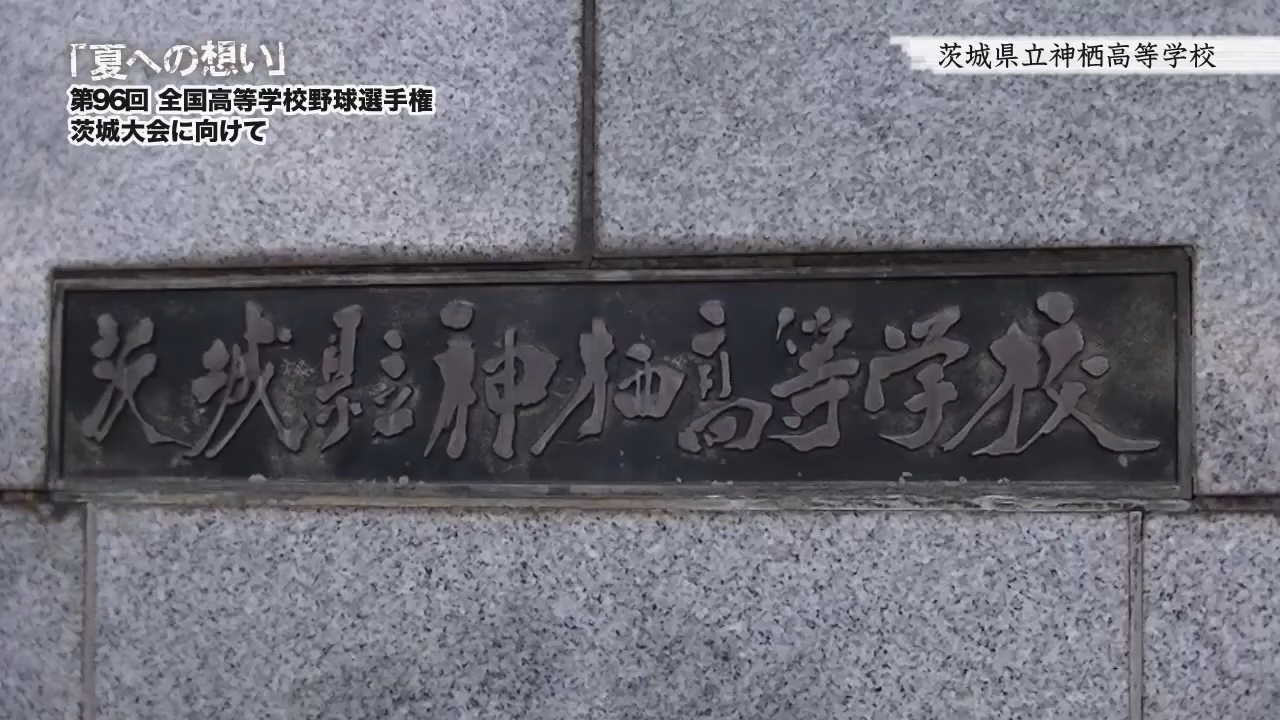 「夏への想い」
第96回 全国高等学校野球選手権
茨城大会に向けて
茨城県立神栖高等学校
茨城縣立神栖高等学校